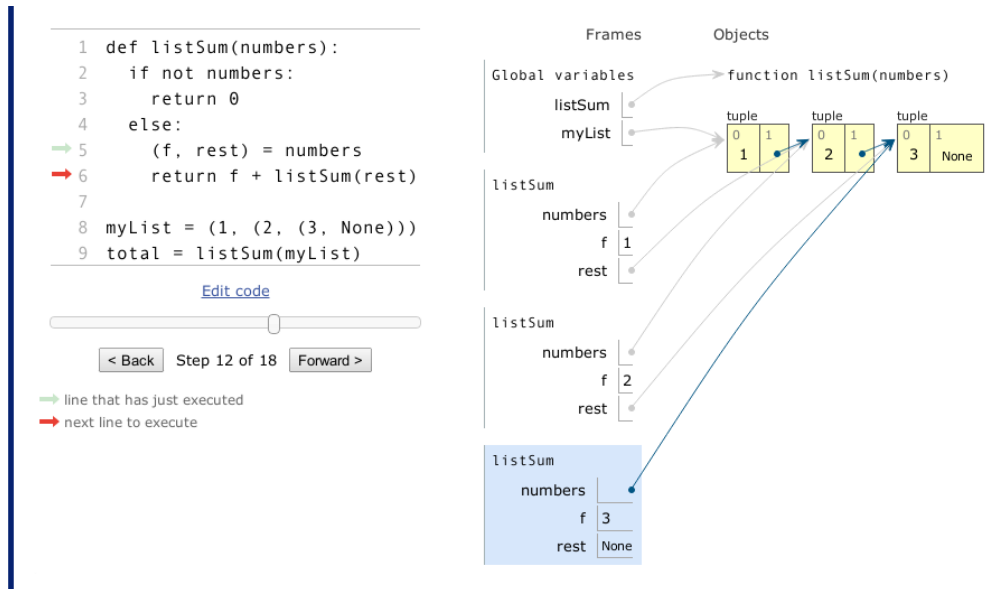 1 def listSum(numbers):
2 if not numbers:
3 return 0
4 else:
5 (f, rest) = numbers
6 return f + listSum(rest)
7
8 myList = (1, (2, (3, None)))
9 total = listSum(myList)
Edit code
< Back Step 12 of 18 Forward >
line that has just executed
next line to execute
Frames Objects
Global variables
listSum
myList
function listSum(numbers)
tuple
0 1
1
tuple
0 1
2
tuple
0 1
3 None
listSum
numbers
f 1
rest
listSum
numbers
f 2
rest
listSum
numbers
f 3
rest None